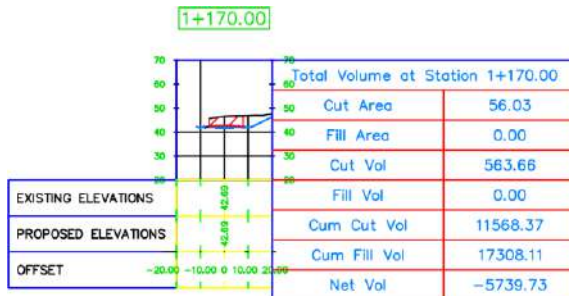 1+170.00
70 70
60 60
50 50
40 40
30 30
20 20
Total Volume at Station 1+170.00
Cut Area 56.03
Fill Area 0.00
Cut Vol 563.66
Fill Vol 0.00
Cum Cut Vol 11568.37
Cum Fill Vol 17308.11
Net Vol -5739.73
EXISTING ELEVATIONS 42.69
PROPOSED ELEVATIONS 42.69
OFFSET -20.00 -10.00 0 10.00 20.00